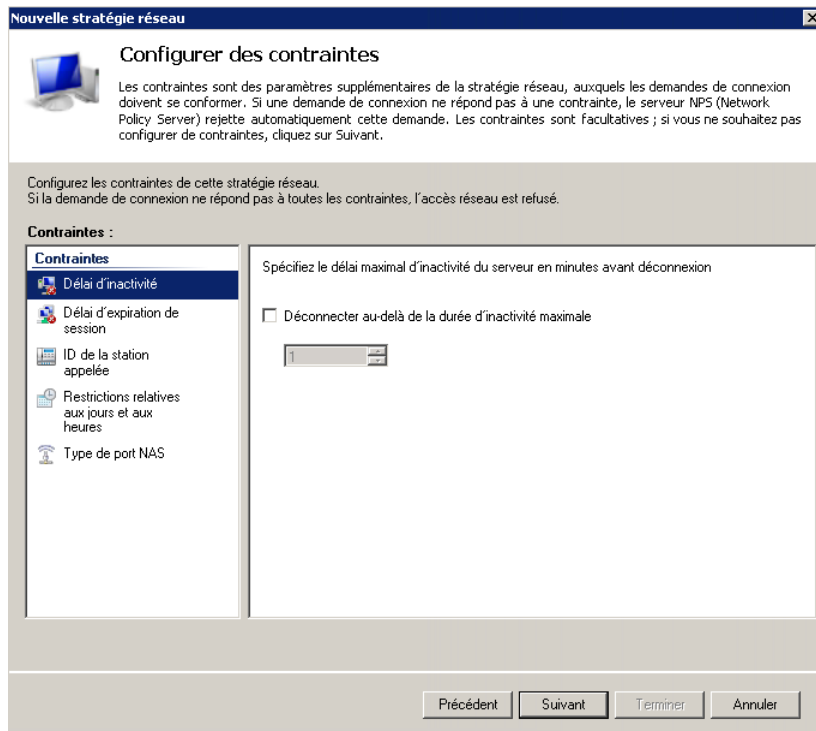 Nouvelle stratégie réseau
Configurer des contraintes
Les contraintes sont des paramètres supplémentaires de la stratégie réseau, auxquels les demandes de connexion
doivent se conformer. Si une demande de connexion ne répond pas à une contrainte, le serveur NPS (Network
Policy Server) rejette automatiquement cette demande. Les contraintes sont facultatives ; si vous ne souhaitez pas
configurer de contraintes, cliquez sur Suivant.
Configurez les contraintes de cette stratégie réseau.
Si la demande de connexion ne répond pas à toutes les contraintes, l'accès réseau est refusé.
Contraintes :
Contraintes
Délai d'inactivité
Délai d'expiration de
session
ID de la station
appelée
Restrictions relatives
aux jours et aux
heures
Type de port NAS
Spécifiez le délai maximal d'inactivité du serveur en minutes avant déconnexion
Déconnecter au-delà de la durée d'inactivité maximale
1
Précédent
Suivant
Terminer
Annuler